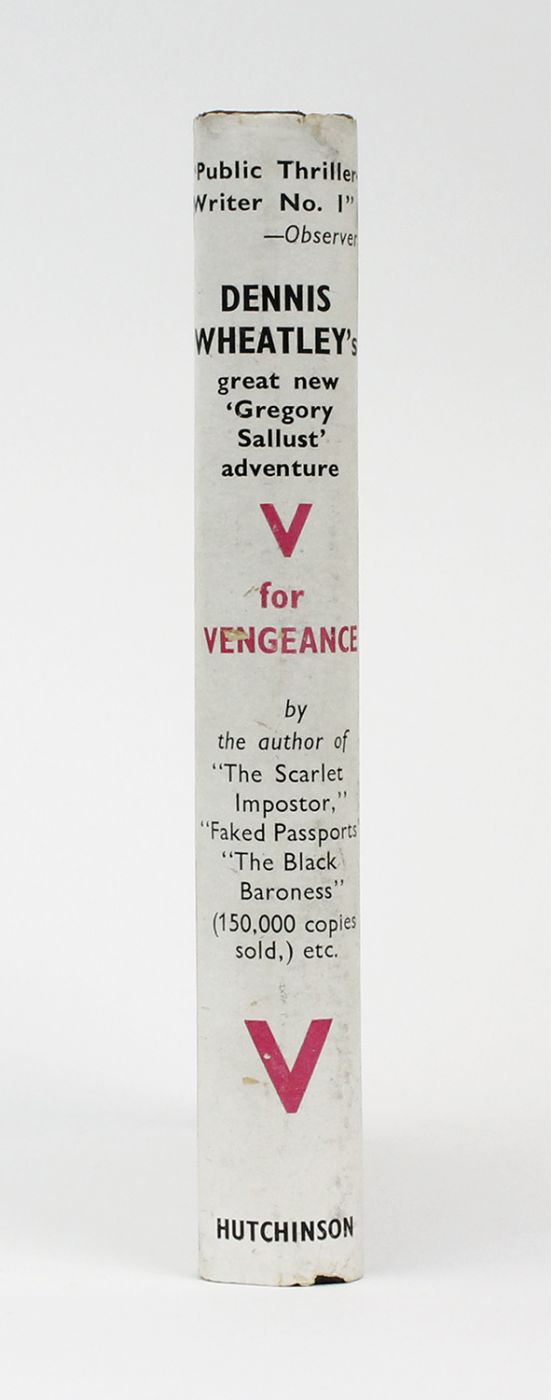 "Public Thriller-
Writer No. 1"
—Observer
DENNIS
WHEATLEY's
great new
'Gregory
Sallust'
adventure
V
for
VENGEANCE
by
the author of
"The Scarlet
Impostor,"
"Faked Passports"
"The Black
Baroness"
(150,000 copies
sold,) etc.
V
HUTCHINSON